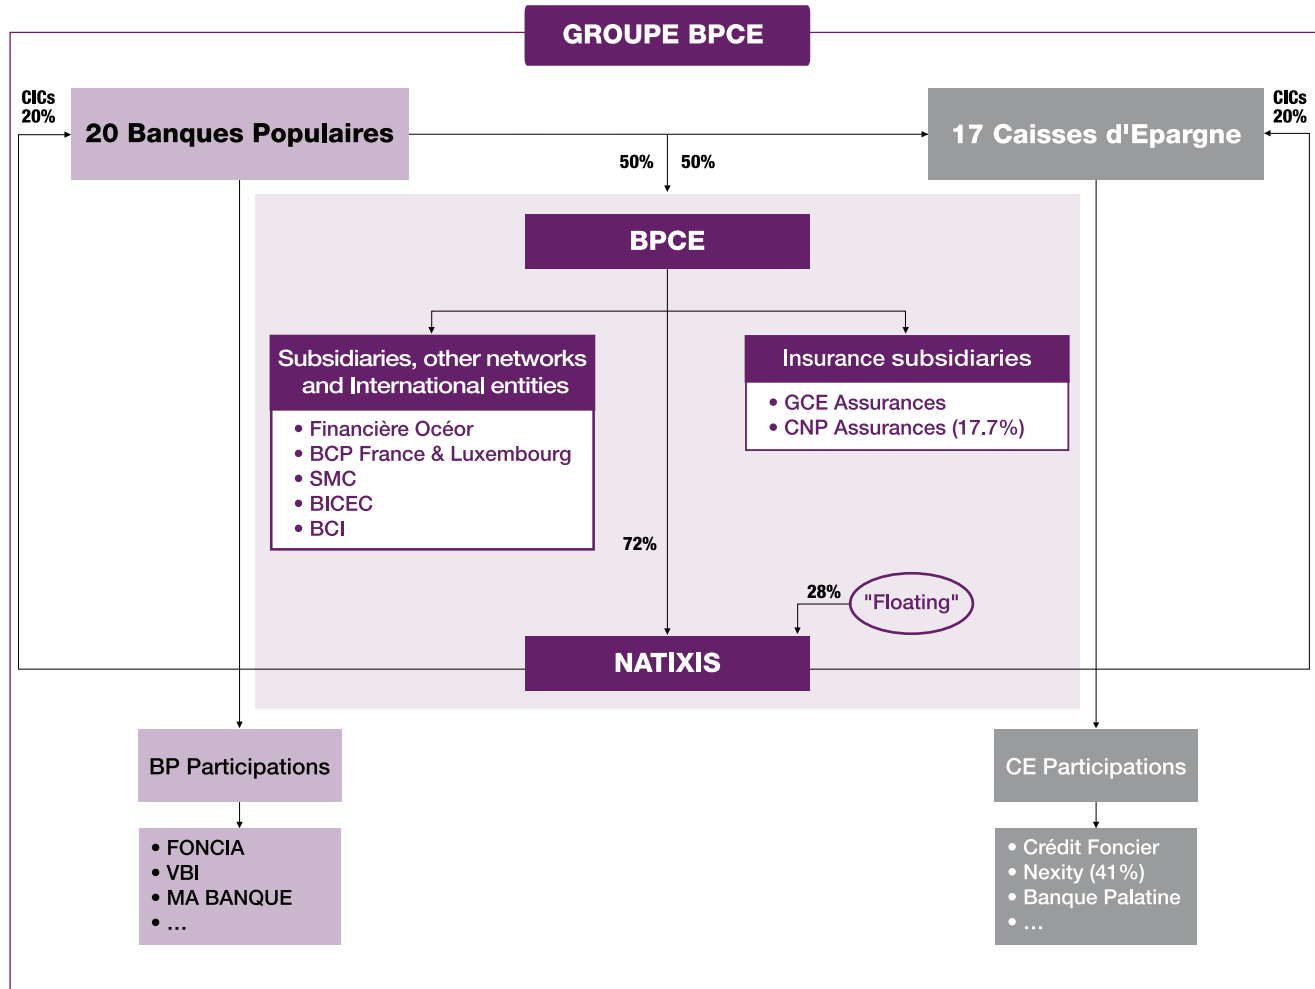 GROUPE BPCE
CICs
20%
20 Banques Populaires
17 Caisses d'Epargne
CICs
20%
50%
50%
BPCE
Subsidiaries, other networks
and International entities
• Financière Océor
• BCP France & Luxembourg
• SMC
• BICEC
• BCI
Insurance subsidiaries
• GCE Assurances
• CNP Assurances (17.7%)
72%
28%
"Floating"
NATIXIS
BP Participations
• FONCIA
• VBI
• MA BANQUE
• ...
CE Participations
• Crédit Foncier
• Nexity (41%)
• Banque Palatine
• ...